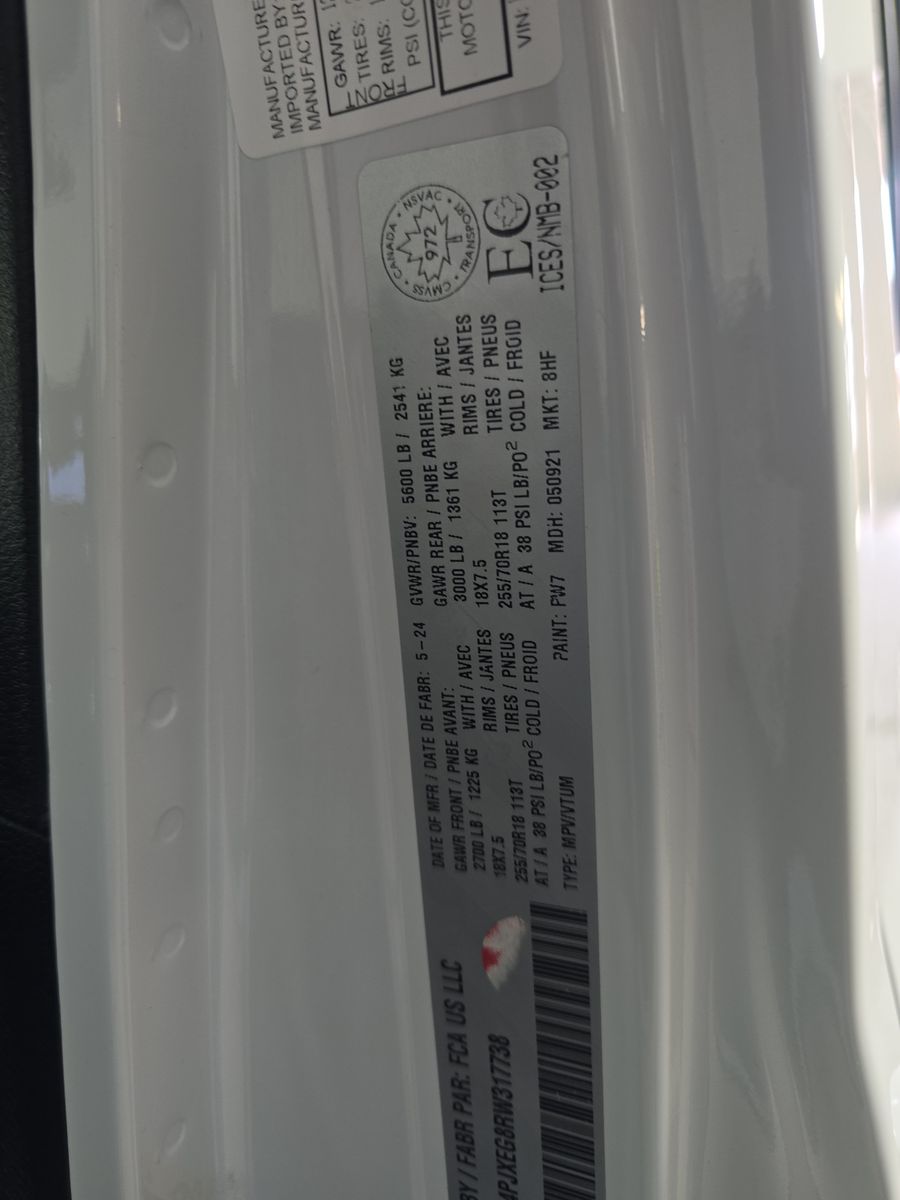 MANUFACTURE
IMPORTED BY
MANUFACTUR
GAWR:
TIRES:
RIMS:
PSI (CO
THIS
MOTO
VIN:
BY / FABR PAR: FCA US LLC
4PJXEG8RW317738
DATE OF MFR / DATE DE FABR: 5-24 GVWR/PNBV: 5600 LB / 2541 KG
GAWR FRONT / PNBE AVANT: GAWR REAR / PNBE ARRIERE:
2700 LB / 1225 KG WITH / AVEC 3000 LB / 1361 KG WITH / AVEC
18X7.5 RIMS / JANTES 18X7.5 RIMS / JANTES
255/70R18 113T TIRES / PNEUS 255/70R18 113T TIRES / PNEUS
AT / A 38 PSI LB/PO² COLD / FROID AT / A 38 PSI LB/PO² COLD / FROID
TYPE: MPV/VTUM PAINT: PW7 MDH: 050921 MKT: 8HF
CANADA • NSVAC • TRANSPORT • CMVSS
972
T
EC
ICES/NMB-002